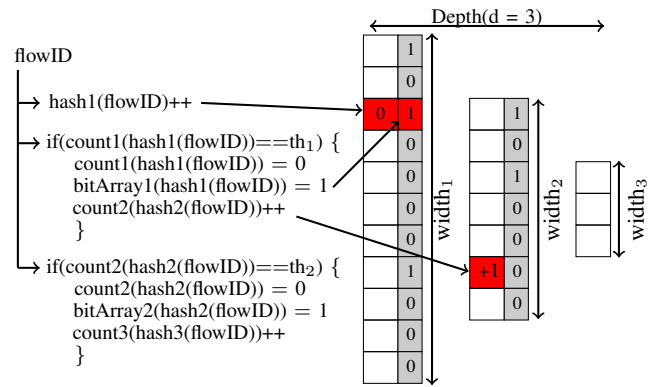 Depth(d = 3)
flowID
hash1(flowID)++
if(count1(hash1(flowID))==th1) {
count1(hash1(flowID)) = 0
bitArray1(hash1(flowID)) = 1
count2(hash2(flowID))++
}
if(count2(hash2(flowID))==th2) {
count2(hash2(flowID)) = 0
bitArray2(hash2(flowID)) = 1
count3(hash3(flowID))++
}
1
0
0 1
0
0
0
0
1
0
0
0
width1
1
0
1
0
0
+1 0
0
width2
width3